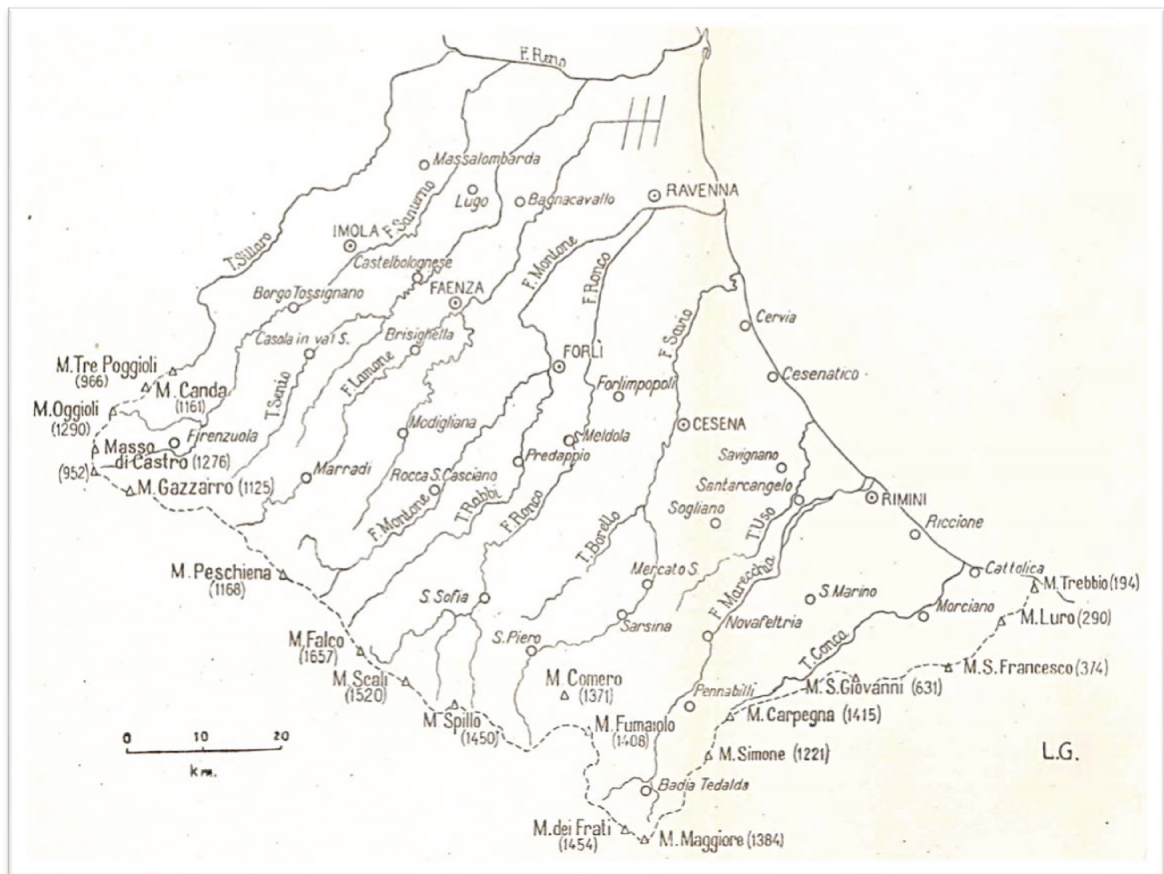 F. Reno
Massalombarda
Lugo
F. Santerno
Bagnacavallo
RAVENNA
IMOLA
T. Sillaro
Castelbolognese
F. Montone
F. Ronco
FAENZA
Borgo Tossignano
F. Savio
Cervia
Casola in val S.
Brisighella
FORLÌ
M. Tre Poggioli
(966)
F. Lamone
Cesenatico
M. Canda
(1161)
T. Senio
Forlimpopoli
M. Oggioli
(1290)
CESENA
Firenzuola
Modigliana
Meldola
Masso
di Castro (1276)
(952)
Predappio
Savignano
Marradi
Rocca S. Casciano
Santarcangelo
M. Gazzarro (1125)
RIMINI
T. Rabbi
Sogliano
F. Montone
F. Ronco
T. Uso
Riccione
T. Borello
M. Peschiena
(1168)
Mercato S.
F. Marecchia
Cattolica
M. Trebbio (194)
S. Sofia
S. Marino
Morciano
Sarsina
Novafeltria
M. Luro (290)
M. Falco
(1657)
S. Piero
T. Conca
M. S. Francesco (374)
M. Scali
(1520)
M. Comero
(1371)
M. S. Giovanni (631)
Pennabilli
M. Spillo
(1450)
M. Fumaiolo
(1408)
M. Carpegna (1415)
0 10 20
km.
M. Simone (1221)
L.G.
Badia Tedalda
M. dei Frati
(1454)
M. Maggiore (1384)